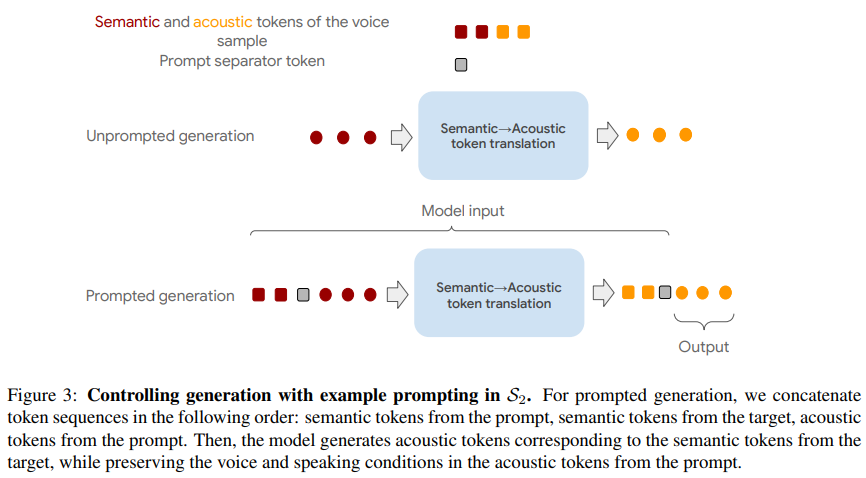 Semantic and acoustic tokens of the voice
sample
Prompt separator token
Unprompted generation
Semantic→Acoustic
token translation
Model input
Prompted generation
Semantic→Acoustic
token translation
Output
Figure 3: Controlling generation with example prompting in S₂. For prompted generation, we concatenate
token sequences in the following order: semantic tokens from the prompt, semantic tokens from the target, acoustic
tokens from the prompt. Then, the model generates acoustic tokens corresponding to the semantic tokens from the
target, while preserving the voice and speaking conditions in the acoustic tokens from the prompt.